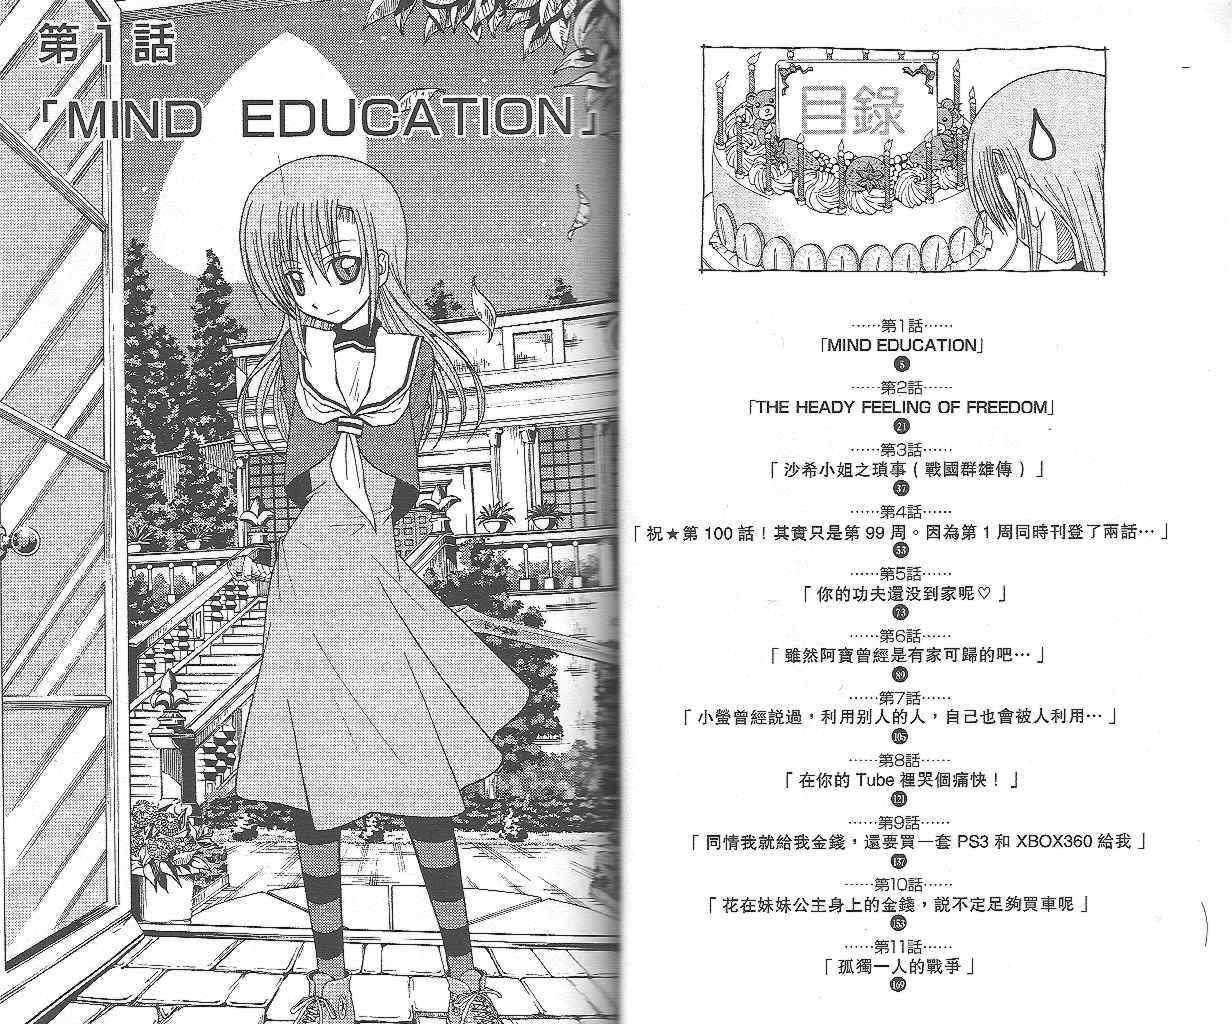 第1話
「MIND EDUCATION」
目錄
……第1話……
「MIND EDUCATION」
5
……第2話……
「THE HEADY FEELING OF FREEDOM」
21
……第3話……
「沙希小姐之瑣事(戰國群雄傳)」
37
……第4話……
「祝★第100話!其實只是第99周。因為第1周同時刊登了兩話…」
53
……第5話……
「你的功夫還没到家呢♡」
73
……第6話……
「雖然阿寶曾經是有家可歸的吧…」
89
……第7話……
「小螢曾經説過,利用别人的人,自己也會被人利用…」
105
……第8話……
「在你的Tube裡哭個痛快!」
121
……第9話……
「同情我就給我金錢,還要買一套PS3和XBOX360給我」
137
……第10話……
「花在妹妹公主身上的金錢,説不定足夠買車呢」
153
……第11話……
「孤獨一人的戰爭」
169